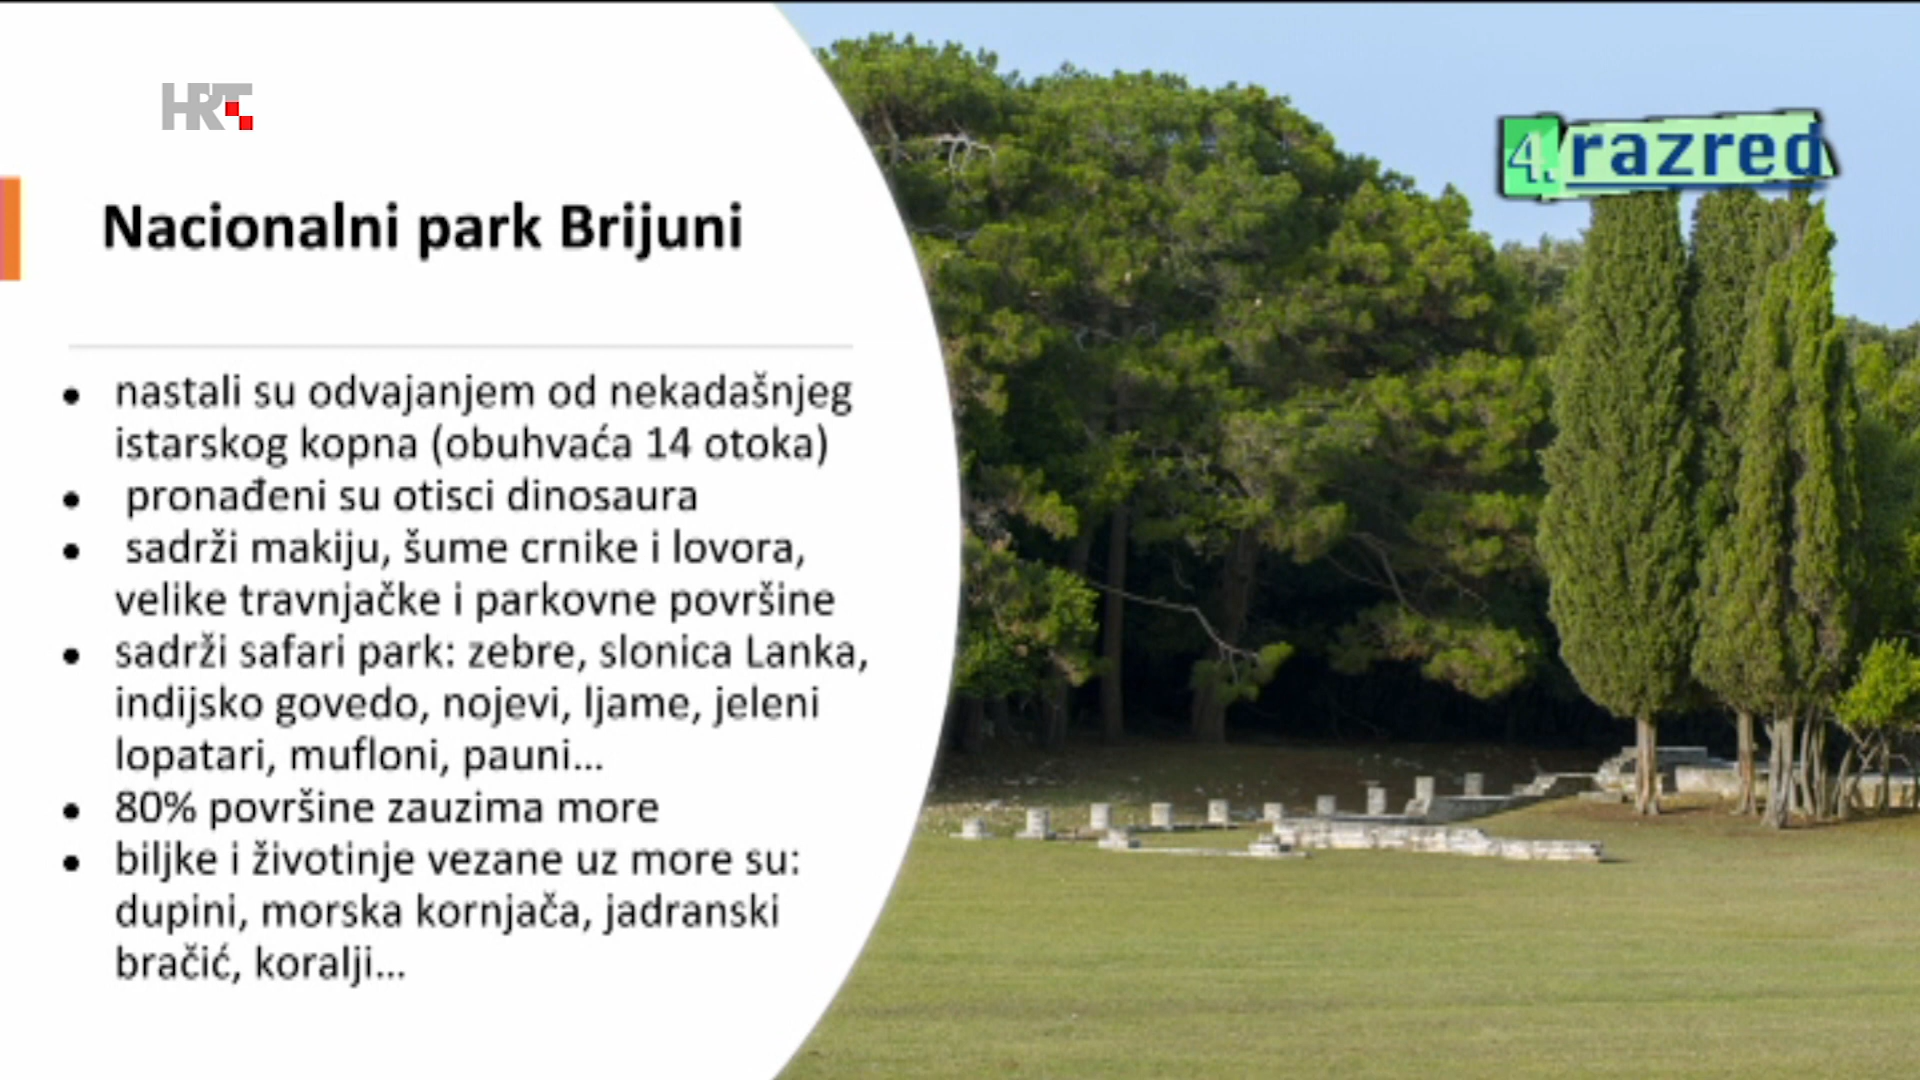 HRT
4. razred
Nacionalni park Brijuni
• nastali su odvajanjem od nekadašnjeg
istarskog kopna (obuhvaća 14 otoka)
• pronađeni su otisci dinosaura
• sadrži makiju, šume crnike i lovora,
velike travnjačke i parkovne površine
• sadrži safari park: zebre, slonica Lanka,
indijsko govedo, nojevi, ljame, jeleni
lopatari, mufloni, pauni...
• 80% površine zauzima more
• biljke i životinje vezane uz more su:
dupini, morska kornjača, jadranski
bračić, koralji...